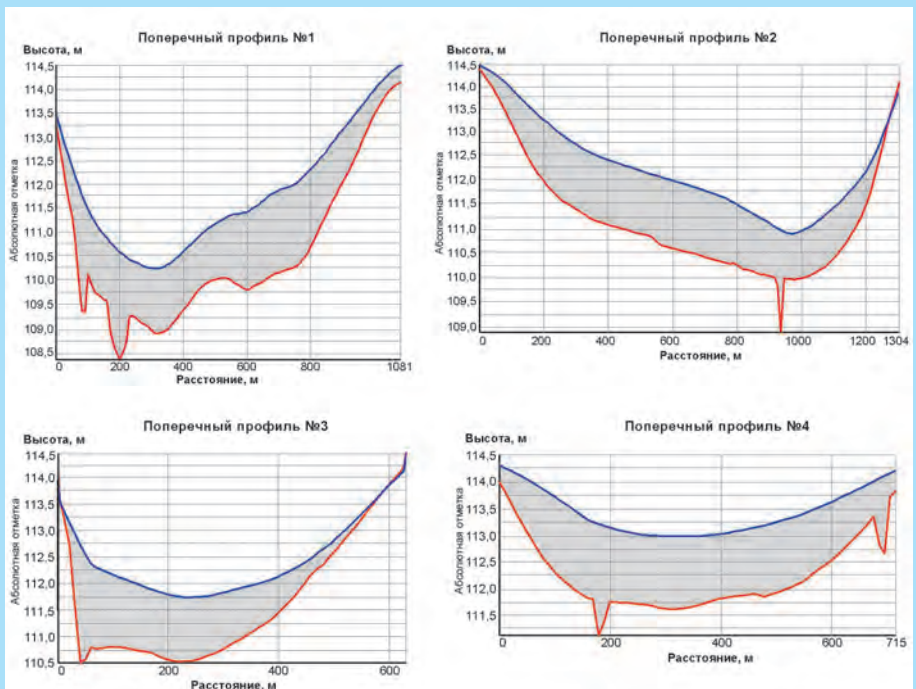 Поперечный профиль №1
Высота, м
Абсолютная отметка
114,5
114,0
113,5
113,0
112,5
112,0
111,5
111,0
110,5
110,0
109,5
109,0
108,5
0 200 400 600 800 1081
Расстояние, м
Поперечный профиль №2
Высота, м
Абсолютная отметка
114,5
114,0
113,5
113,0
112,5
112,0
111,5
111,0
110,5
110,0
109,5
109,0
0 200 400 600 800 1000 1200 1304
Расстояние, м
Поперечный профиль №3
Высота, м
Абсолютная отметка
114,5
114,0
113,5
113,0
112,5
112,0
111,5
111,0
110,5
0 200 400 600
Расстояние, м
Поперечный профиль №4
Высота, м
Абсолютная отметка
114,5
114,0
113,5
113,0
112,5
112,0
111,5
0 200 400 600 715
Расстояние, м